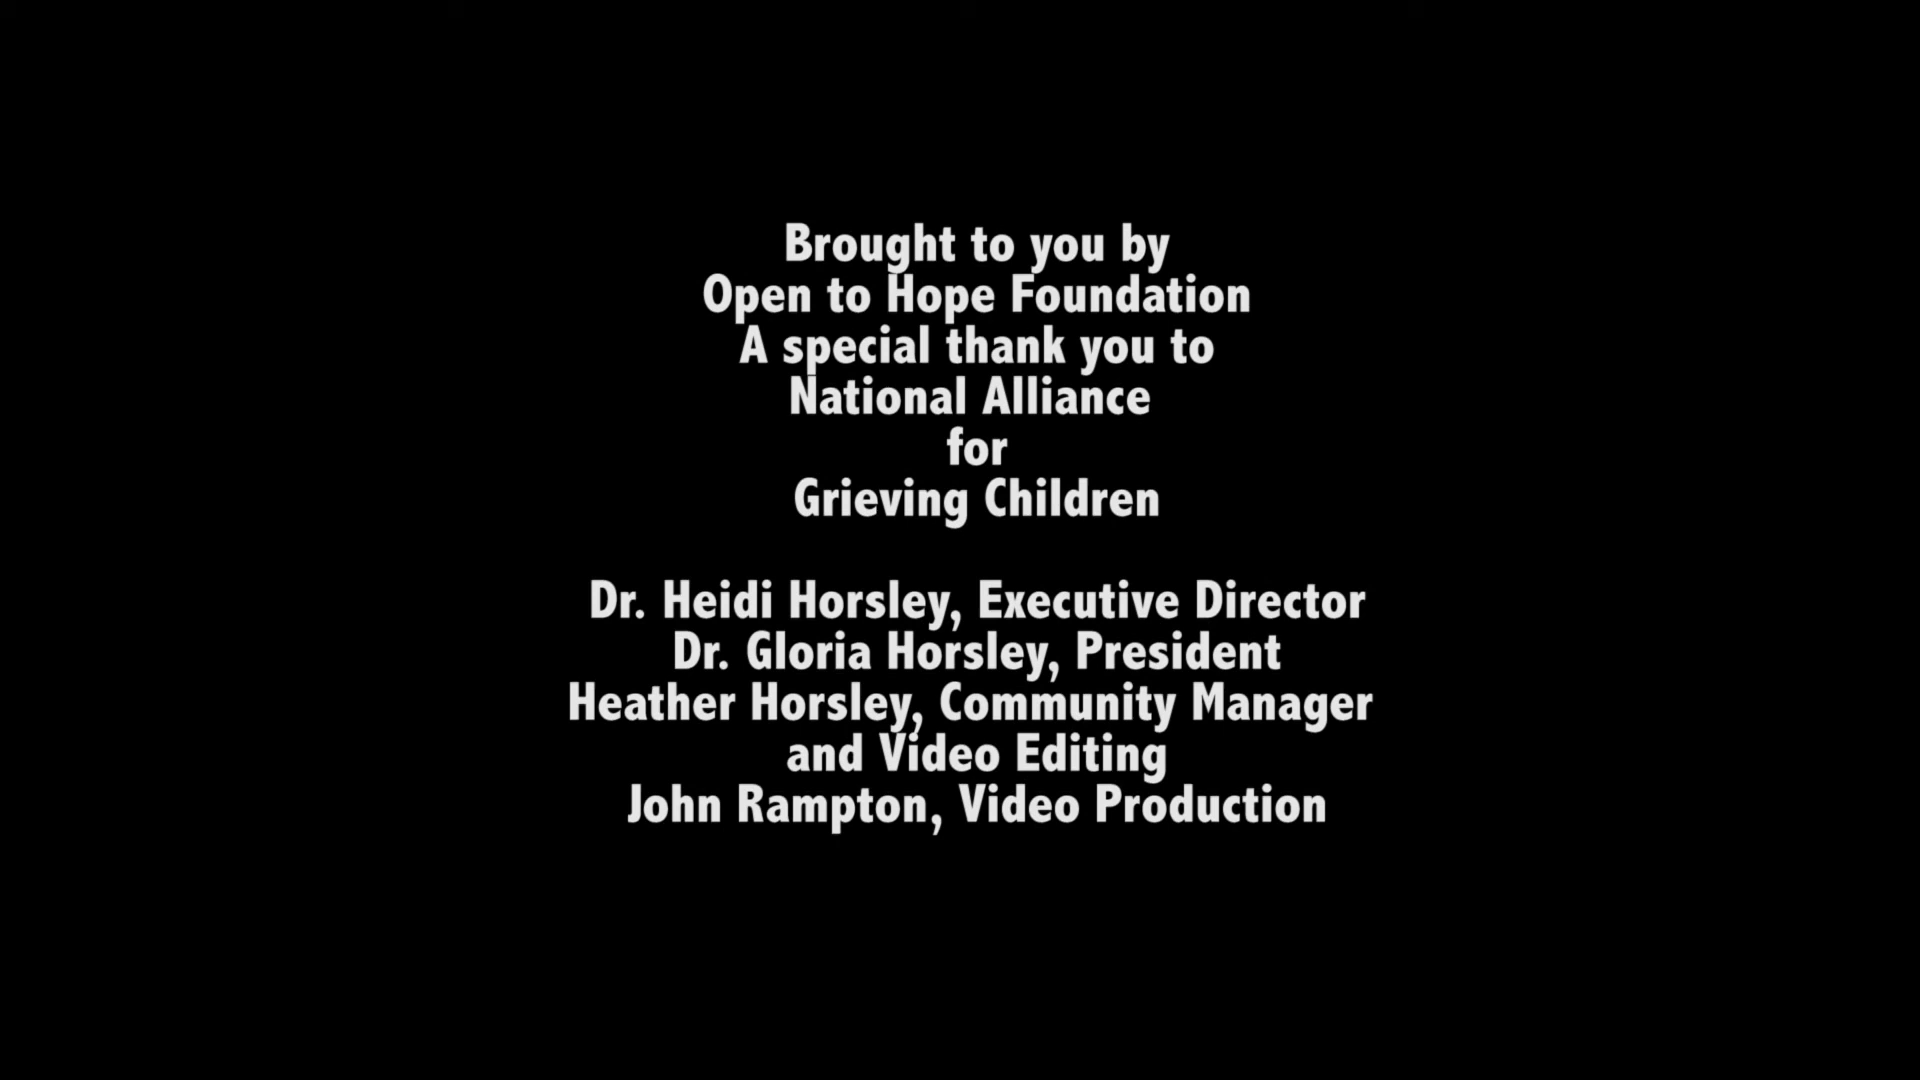 Brought to you by
Open to Hope Foundation
A special thank you to
National Alliance
for
Grieving Children
Dr. Heidi Horsley, Executive Director
Dr. Gloria Horsley, President
Heather Horsley, Community Manager
and Video Editing
John Rampton, Video Production